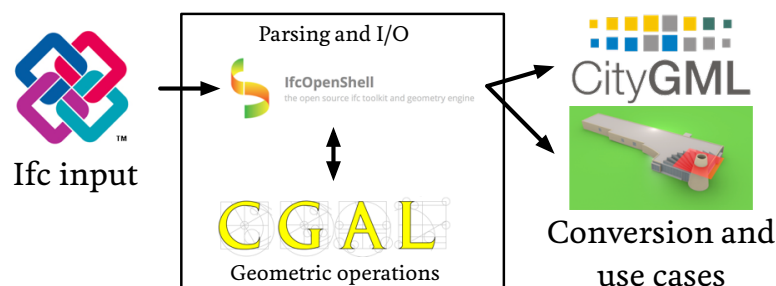 Parsing and I/O
IfcOpenShell
the open source ifc toolkit and geometry engine
TM
Ifc input
CGAL
Geometric operations
CityGML
Conversion and
use cases